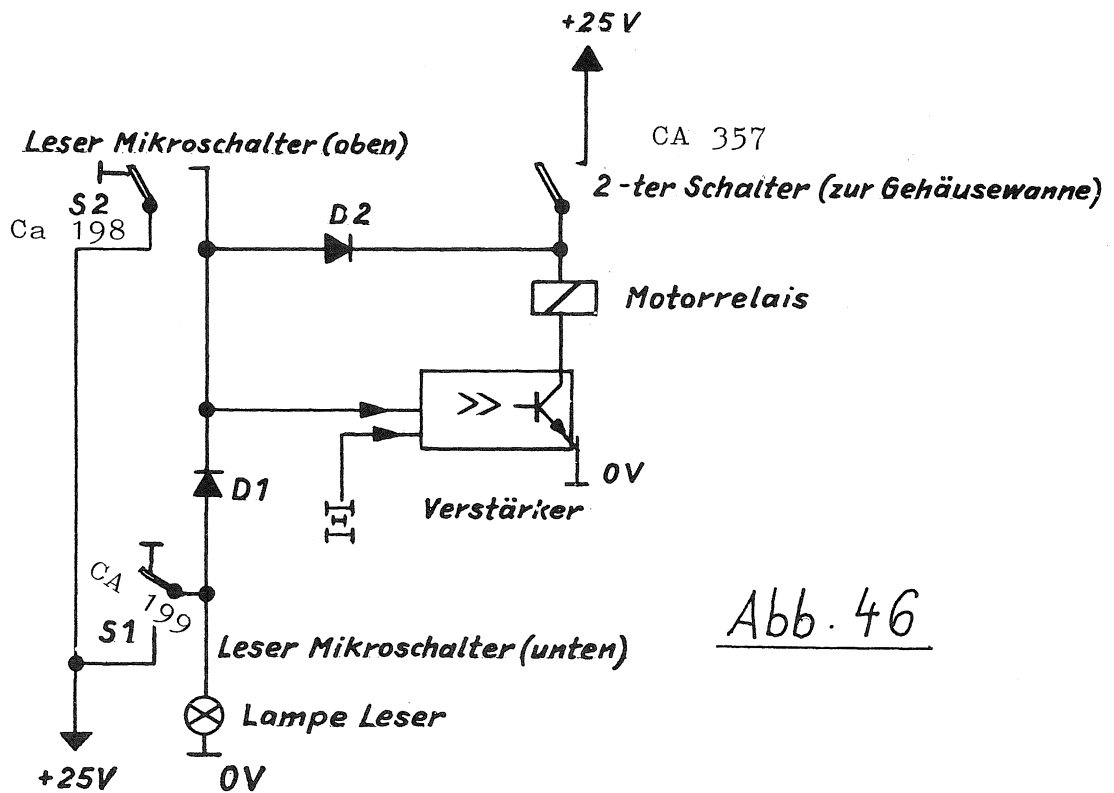 +25V
CA 357
Leser Mikroschalter (oben)
2-ter Schalter (zur Gehäusewanne)
S2
Ca 198
D2
Motorrelais
>>
0V
D1
Verstärker
CA 199
S1
Leser Mikroschalter (unten)
Abb. 46
Lampe Leser
+25V
0V